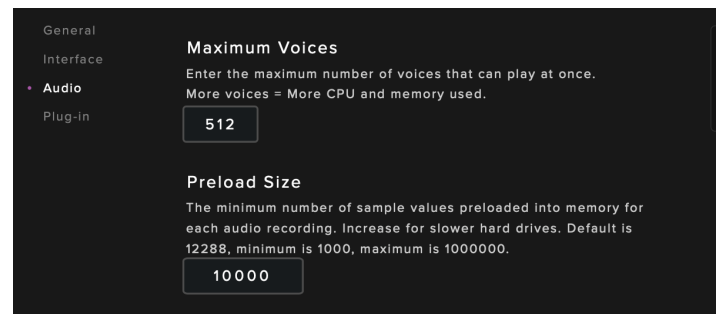 General
Interface
Audio
Plug-in
Maximum Voices
Enter the maximum number of voices that can play at once.
More voices = More CPU and memory used.
512
Preload Size
The minimum number of sample values preloaded into memory for
each audio recording. Increase for slower hard drives. Default is
12288, minimum is 1000, maximum is 1000000.
10000